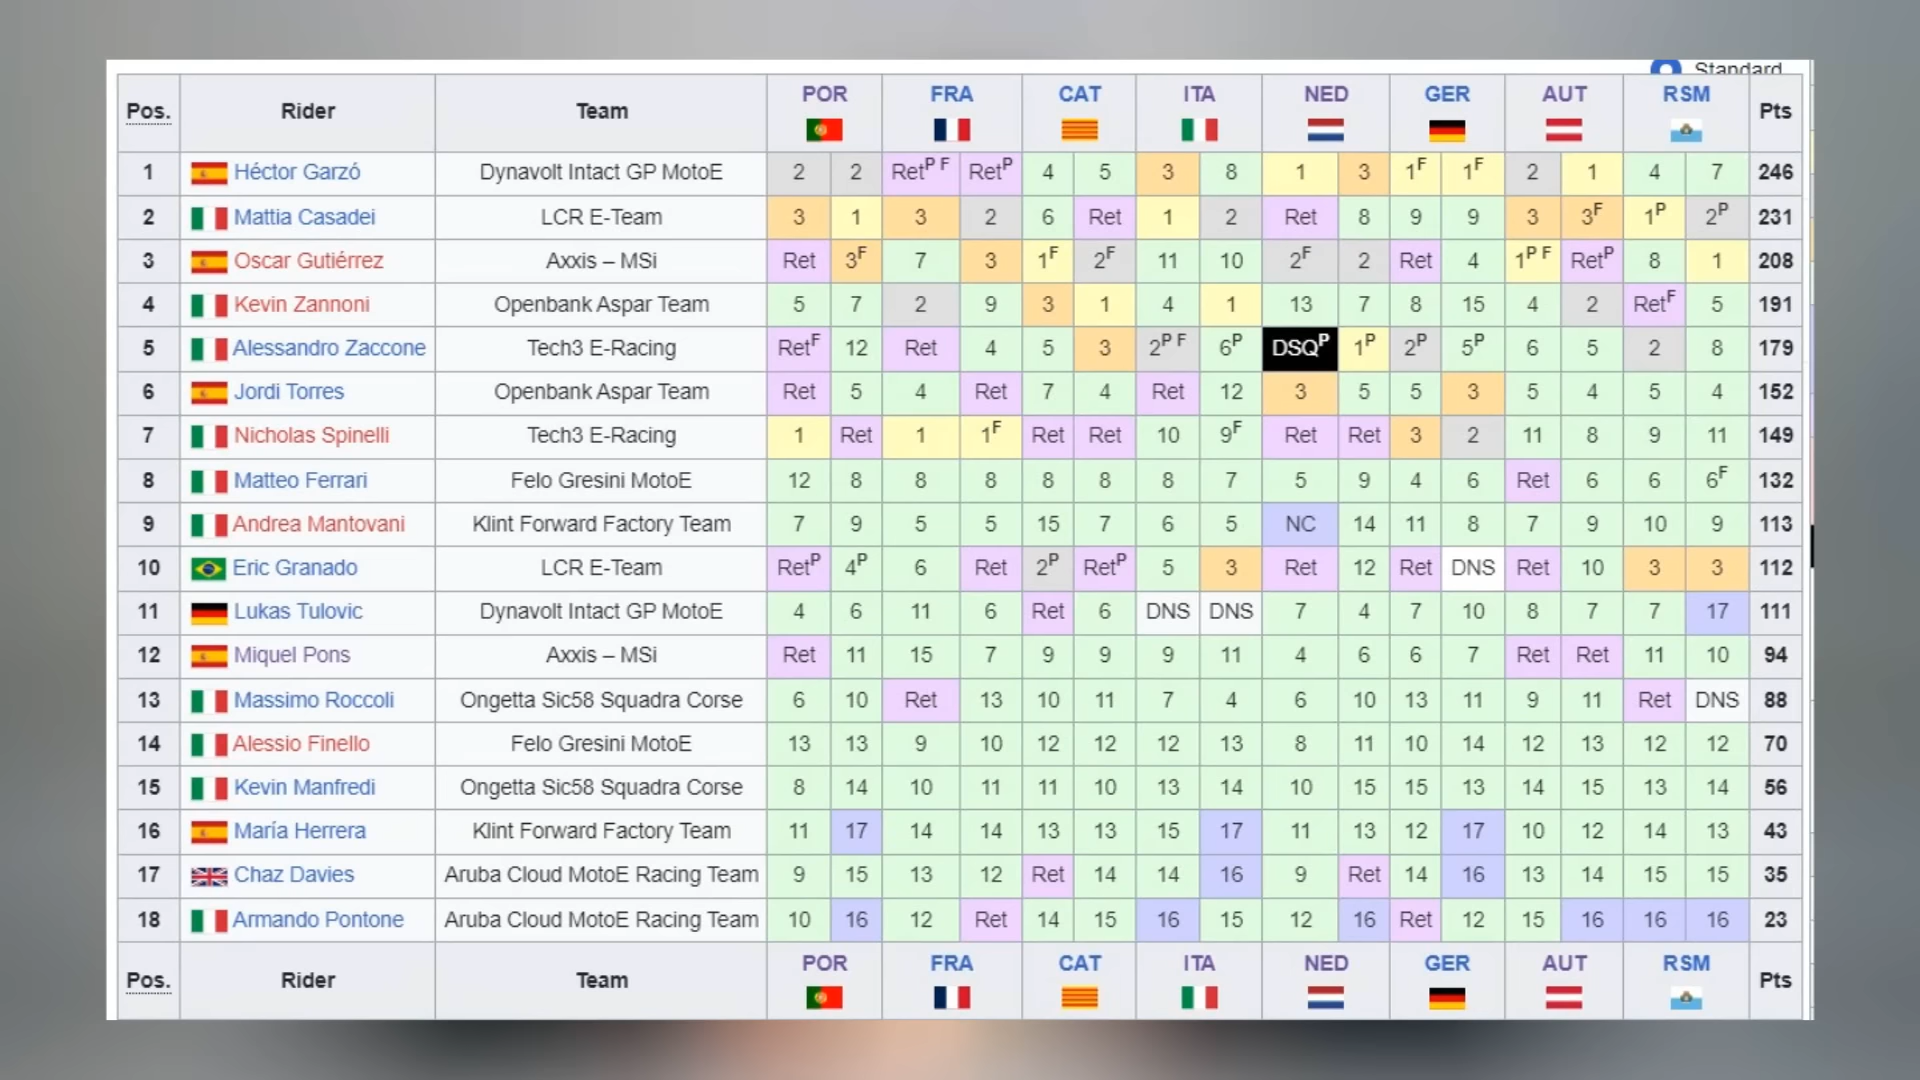 Standard
Pos. Rider Team POR FRA CAT ITA NED GER AUT RSM Pts
1 Héctor Garzó Dynavolt Intact GP MotoE 2 2 RetP F RetP 4 5 3 8 1 3 1F 1F 2 1 4 7 246
2 Mattia Casadei LCR E-Team 3 1 3 2 6 Ret 1 2 Ret 8 9 9 3 3F 1P 2P 231
3 Oscar Gutiérrez Axxis – MSi Ret 3F 7 3 1F 2F 11 10 2F 2 Ret 4 1P F RetP 8 1 208
4 Kevin Zannoni Openbank Aspar Team 5 7 2 9 3 1 4 1 13 7 8 15 4 2 RetF 5 191
5 Alessandro Zaccone Tech3 E-Racing RetF 12 Ret 4 5 3 2P F 6P DSQP 1P 2P 5P 6 5 2 8 179
6 Jordi Torres Openbank Aspar Team Ret 5 4 Ret 7 4 Ret 12 3 5 5 3 5 4 5 4 152
7 Nicholas Spinelli Tech3 E-Racing 1 Ret 1 1F Ret Ret 10 9F Ret Ret 3 2 11 8 9 11 149
8 Matteo Ferrari Felo Gresini MotoE 12 8 8 8 8 8 8 7 5 9 4 6 Ret 6 6 6F 132
9 Andrea Mantovani Klint Forward Factory Team 7 9 5 5 15 7 6 5 NC 14 11 8 7 9 10 9 113
10 Eric Granado LCR E-Team RetP 4P 6 Ret 2P RetP 5 3 Ret 12 Ret DNS Ret 10 3 3 112
11 Lukas Tulovic Dynavolt Intact GP MotoE 4 6 11 6 Ret 6 DNS DNS 7 4 7 10 8 7 7 17 111
12 Miquel Pons Axxis – MSi Ret 11 15 7 9 9 9 11 4 6 6 7 Ret Ret 11 10 94
13 Massimo Roccoli Ongetta Sic58 Squadra Corse 6 10 Ret 13 10 11 7 4 6 10 13 11 9 11 Ret DNS 88
14 Alessio Finello Felo Gresini MotoE 13 13 9 10 12 12 12 13 8 11 10 14 12 13 12 12 70
15 Kevin Manfredi Ongetta Sic58 Squadra Corse 8 14 10 11 11 10 13 14 10 15 15 13 14 15 13 14 56
16 María Herrera Klint Forward Factory Team 11 17 14 14 13 13 15 17 11 13 12 17 10 12 14 13 43
17 Chaz Davies Aruba Cloud MotoE Racing Team 9 15 13 12 Ret 14 14 16 9 Ret 14 16 13 14 15 15 35
18 Armando Pontone Aruba Cloud MotoE Racing Team 10 16 12 Ret 14 15 16 15 12 16 Ret 12 15 16 16 16 23
Pos. Rider Team POR FRA CAT ITA NED GER AUT RSM Pts